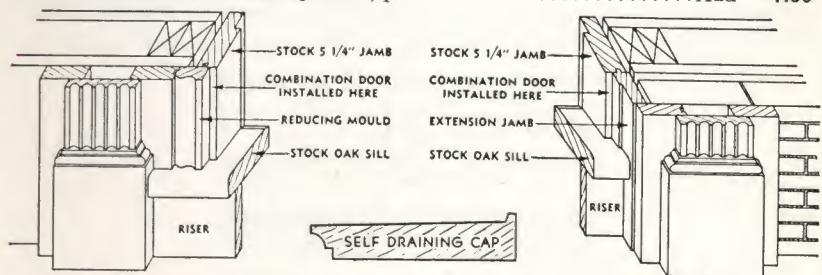 STOCK 5 1/4" JAMB
COMBINATION DOOR
INSTALLED HERE
REDUCING MOULD
STOCK OAK SILL
RISER
SELF DRAINING CAP
STOCK 5 1/4" JAMB
COMBINATION DOOR
INSTALLED HERE
EXTENSION JAMB
STOCK OAK SILL
RISER